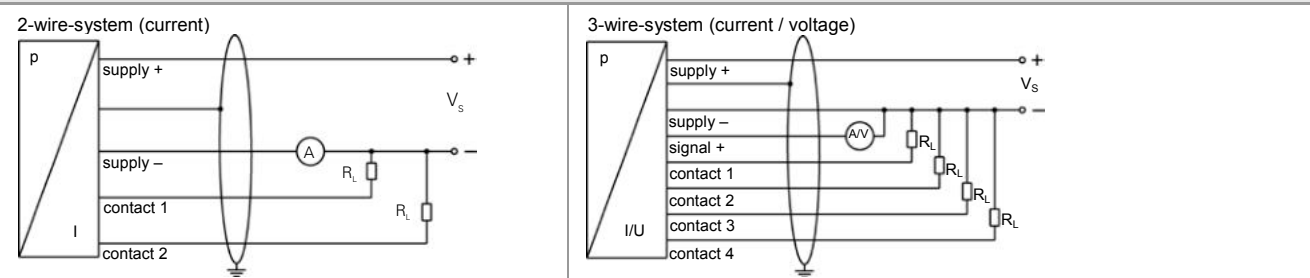 2-wire-system (current)
p
supply +
+
V_S
supply –
A
–
R_L
contact 1
R_L
I
contact 2
3-wire-system (current / voltage)
p
supply +
+
V_S
–
supply –
A/V
signal +
R_L
contact 1
R_L
contact 2
R_L
contact 3
R_L
I/U
contact 4